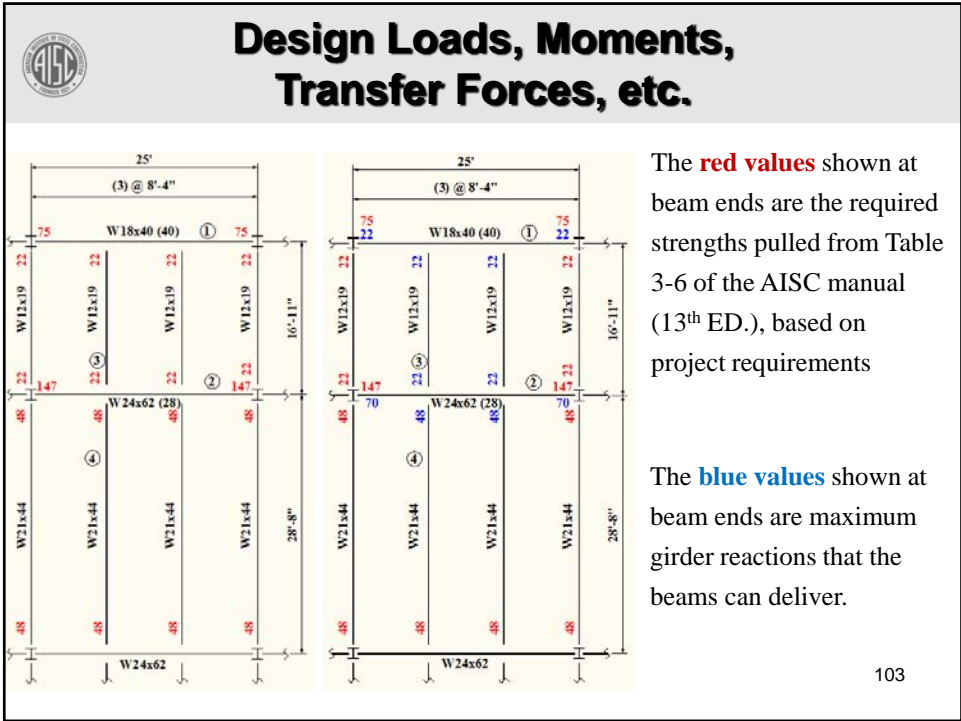 Design Loads, Moments,
Transfer Forces, etc.
AISC
25'
(3) @ 8'-4"
75 W18x40 (40) 1 75
22 22 22 22
W12x19 W12x19 W12x19 W12x19 16'-11"
3
22 22 22 22
147 2 147
W24x62 (28)
48 48 48 48
4
W21x44 W21x44 W21x44 W21x44 28'-8"
48 48 48 48
W24x62
25'
(3) @ 8'-4"
75 75
22 W18x40 (40) 1 22
22 22 22 22
W12x19 W12x19 W12x19 W12x19 16'-11"
3
22 22 22 22
147 2 147
70 W24x62 (28) 70
48 48 48 48
4
W21x44 W21x44 W21x44 W21x44 28'-8"
48 48 48 48
W24x62
The red values shown at
beam ends are the required
strengths pulled from Table
3-6 of the AISC manual
(13th ED.), based on
project requirements
The blue values shown at
beam ends are maximum
girder reactions that the
beams can deliver.
103